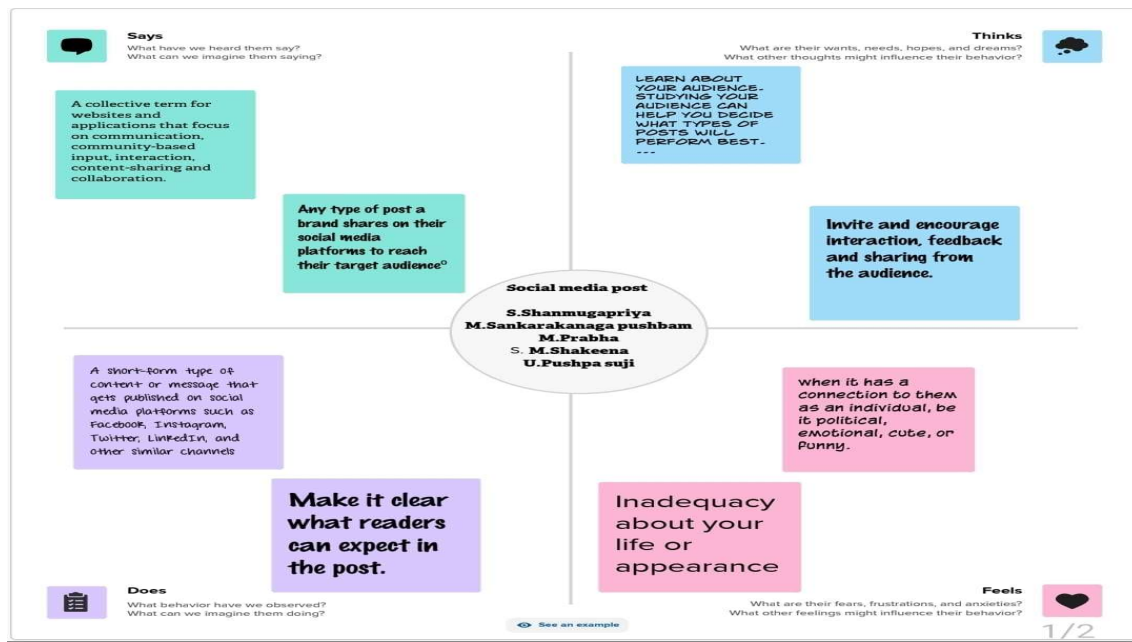 Says
What have we heard them say?
What can we imagine them saying?
A collective term for
websites and
applications that focus
on communication,
community-based
input, interaction,
content-sharing and
collaboration.
Any type of post a
brand shares on their
social media
platforms to reach
their target audience°
Thinks
What are their wants, needs, hopes, and dreams?
What other thoughts might influence their behavior?
LEARN ABOUT
YOUR AUDIENCE.
STUDYING YOUR
AUDIENCE CAN
HELP YOU DECIDE
WHAT TYPES OF
POSTS WILL
PERFORM BEST.
...
Invite and encourage
interaction, feedback
and sharing from
the audience.
Social media post
S.Shanmugapriya
M.Sankarakanaga pushbam
M.Prabha
S. M.Shakeena
U.Pushpa suji
A short-form type of
content or message that
gets published on social
media platforms such as
Facebook, Instagram,
Twitter, LinkedIn, and
other similar channels
Make it clear
what readers
can expect in
the post.
Does
What behavior have we observed?
What can we imagine them doing?
when it has a
connection to them
as an individual, be
it political,
emotional, cute, or
funny.
Inadequacy
about your
life or
appearance
Feels
What are their fears, frustrations, and anxieties?
What other feelings might influence their behavior?
See an example
1/2